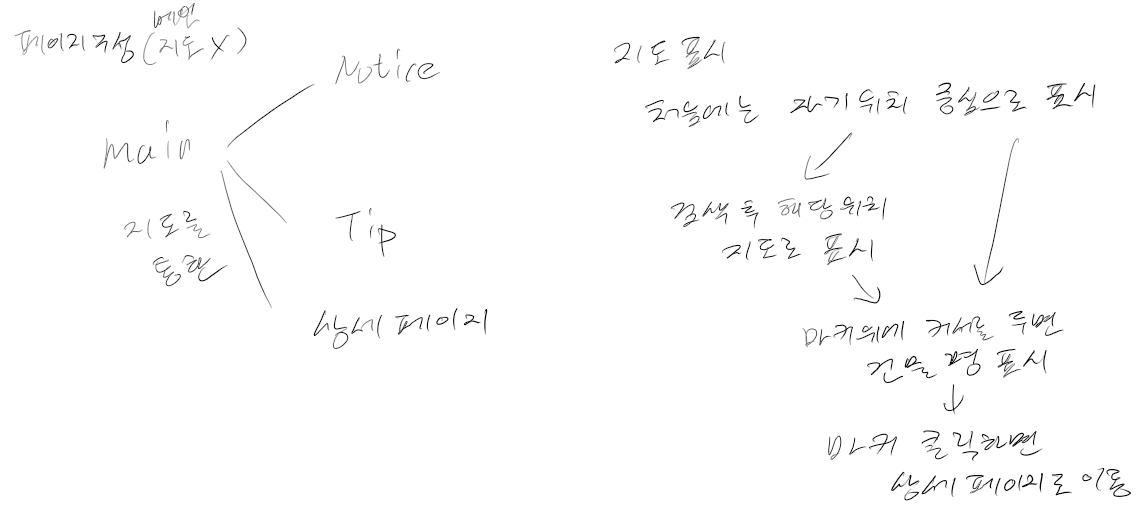 페이지구성 (지도 X)
메인
Notice
Main
지도를
통한
Tip
상세페이지
지도 표시
처음에는 자기위치 중심으로 표시
검색 후 해당위치
지도로 표시
마커위에 커서를 두면
건물 명 표시
마커 클릭하면
상세페이지로 이동